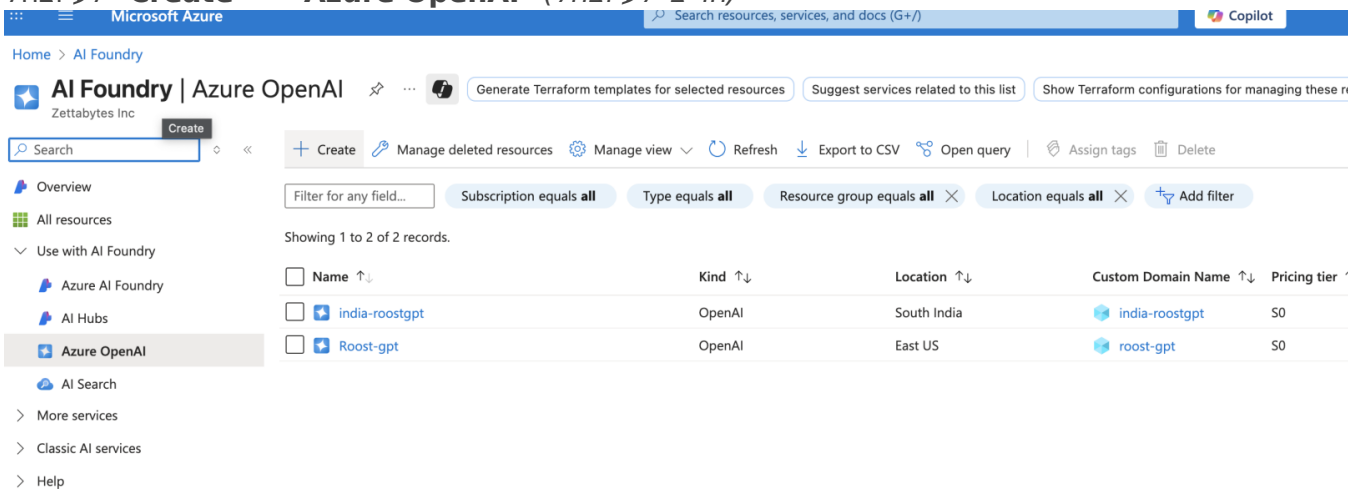 Create Azure OpenAI
Microsoft Azure
Search resources, services, and docs (G+/)
Copilot
Home > AI Foundry
AI Foundry | Azure OpenAI
Generate Terraform templates for selected resources
Suggest services related to this list
Show Terraform configurations for managing these
Zettabytes Inc
Create
Search
Create
Manage deleted resources
Manage view
Refresh
Export to CSV
Open query
Assign tags
Delete
Overview
All resources
Use with AI Foundry
Azure AI Foundry
AI Hubs
Azure OpenAI
AI Search
More services
Classic AI services
Help
Filter for any field...
Subscription equals all
Type equals all
Resource group equals all
Location equals all
Add filter
Showing 1 to 2 of 2 records.
Name Kind Location Custom Domain Name Pricing tier
india-roostgpt OpenAI South India india-roostgpt S0
Roost-gpt OpenAI East US roost-gpt S0